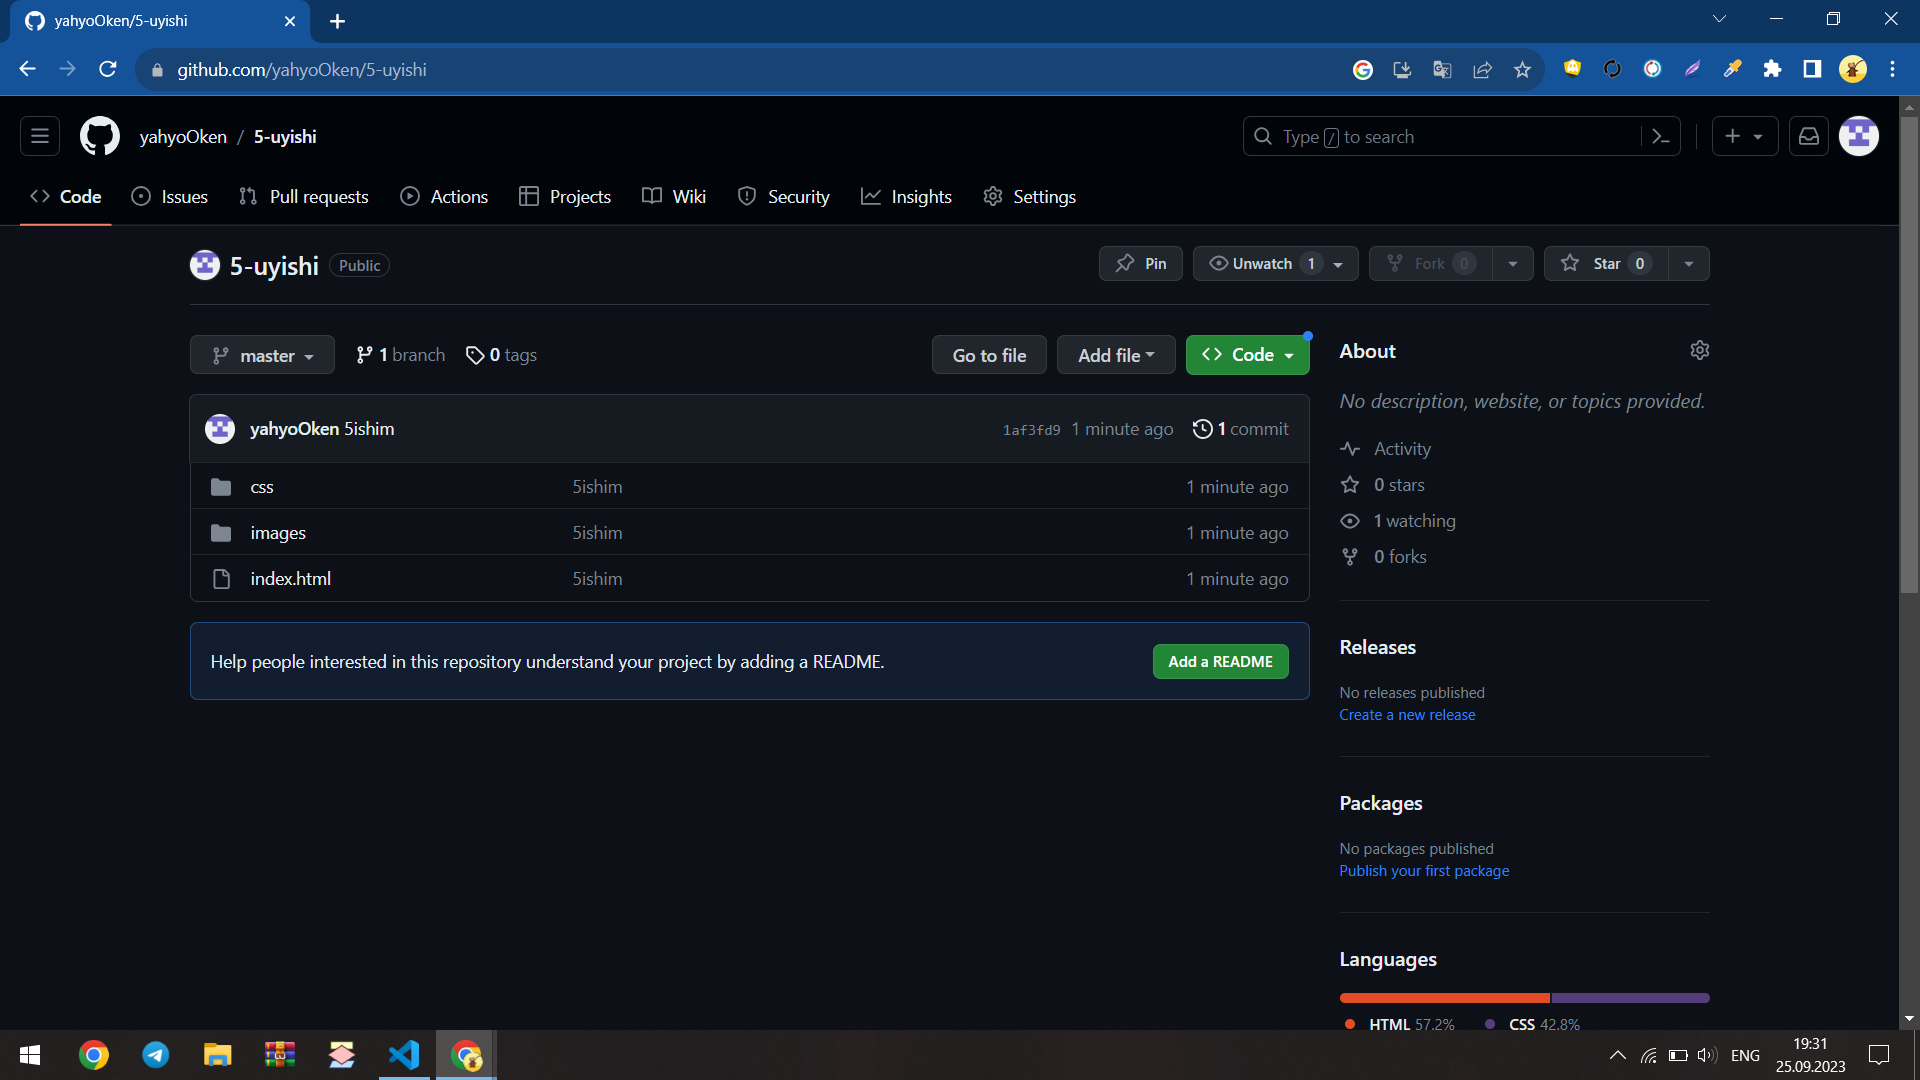 yahyoOken/5-uyishi
github.com/yahyoOken/5-uyishi
yahyoOken / 5-uyishi
Type / to search
Code Issues Pull requests Actions Projects Wiki Security Insights Settings
5-uyishi Public
Pin Unwatch 1 Fork 0 Star 0
master 1 branch 0 tags Go to file Add file Code
yahyoOken 5ishim 1af3fd9 1 minute ago 1 commit
css 5ishim 1 minute ago
images 5ishim 1 minute ago
index.html 5ishim 1 minute ago
Help people interested in this repository understand your project by adding a README. Add a README
About
No description, website, or topics provided.
Activity
0 stars
1 watching
0 forks
Releases
No releases published
Create a new release
Packages
No packages published
Publish your first package
Languages
HTML 57.2% CSS 42.8%
ENG
19:31
25.09.2023